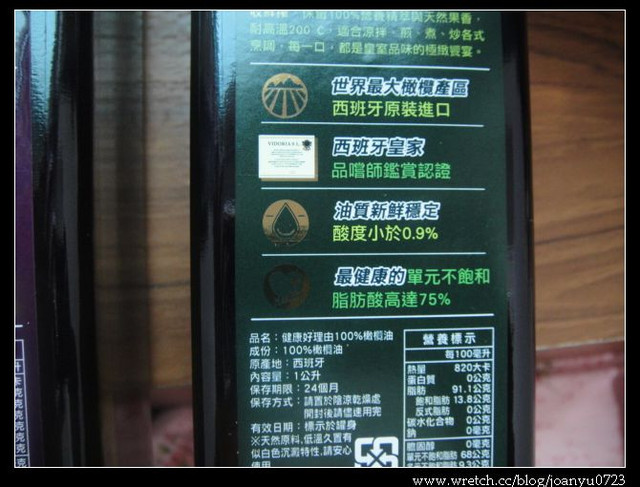 100%營養精華與天然果香,
耐高溫200℃,適合涼拌、煎、煮、炒各式
烹調,每一口,都是皇室品味的極緻饗宴。
世界最大橄欖產區
西班牙原裝進口
西班牙皇家
品嚐師鑑賞認證
油質新鮮穩定
酸度小於0.9%
最健康的單元不飽和
脂肪酸高達75%
品名:健康好理由100%橄欖油
成份:100%橄欖油
原產地:西班牙
內容量:1公升
保存期限:24個月
保存方式:請置於陰涼乾燥處
開封後請儘速用完
有效日期:標示於罐身
※天然原料,低溫久置有
似白色沉澱特性,請安心
使用
營養標示
每100毫升
熱量 820大卡
蛋白質 0公克
脂肪 91.1公克
飽和脂肪 13.8公克
反式脂肪 0公克
碳水化合物 0公克
鈉 0毫克
膽固醇 0毫克
單元不飽和脂肪 68公克
9.3公克
www.wretch.cc/blog/joanyu0723